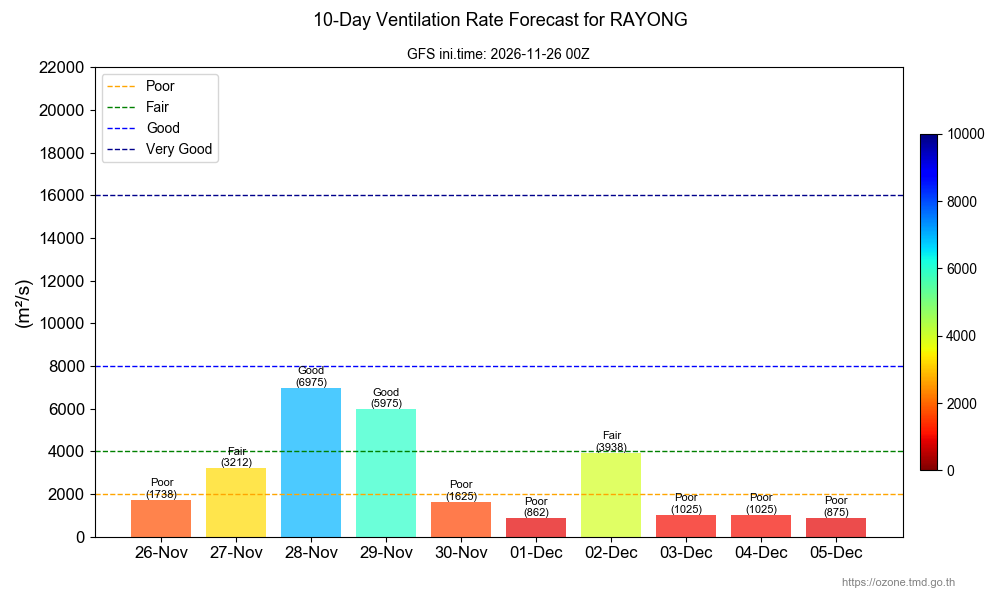 10-Day Ventilation Rate Forecast for RAYONG
GFS ini.time: 2026-11-26 00Z
(m²/s)
22000
20000
18000
16000
14000
12000
10000
8000
6000
4000
2000
0
Poor
Fair
Good
Very Good
Poor
(1738)
Fair
(3212)
Good
(6975)
Good
(5975)
Poor
(1625)
Poor
(862)
Fair
(3938)
Poor
(1025)
Poor
(1025)
Poor
(875)
26-Nov
27-Nov
28-Nov
29-Nov
30-Nov
01-Dec
02-Dec
03-Dec
04-Dec
05-Dec
10000
8000
6000
4000
2000
0
https://ozone.tmd.go.th